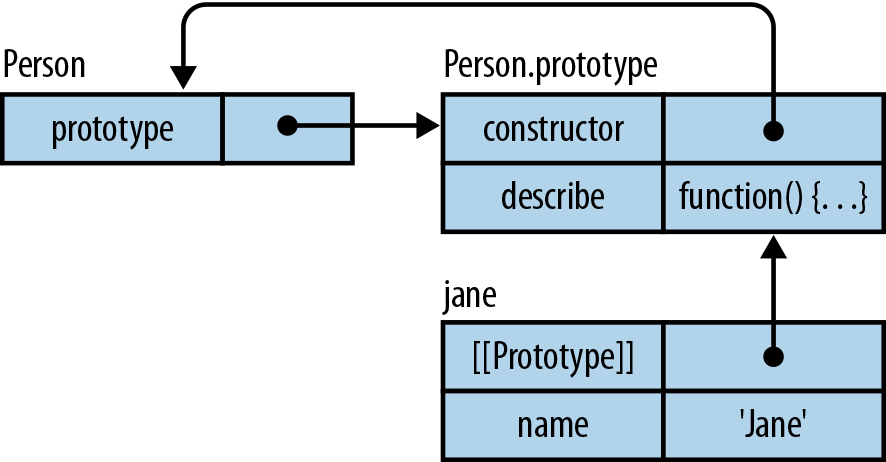 Person
prototype
Person.prototype
constructor
describe function() {. . .}
jane
[[Prototype]]
name 'Jane'